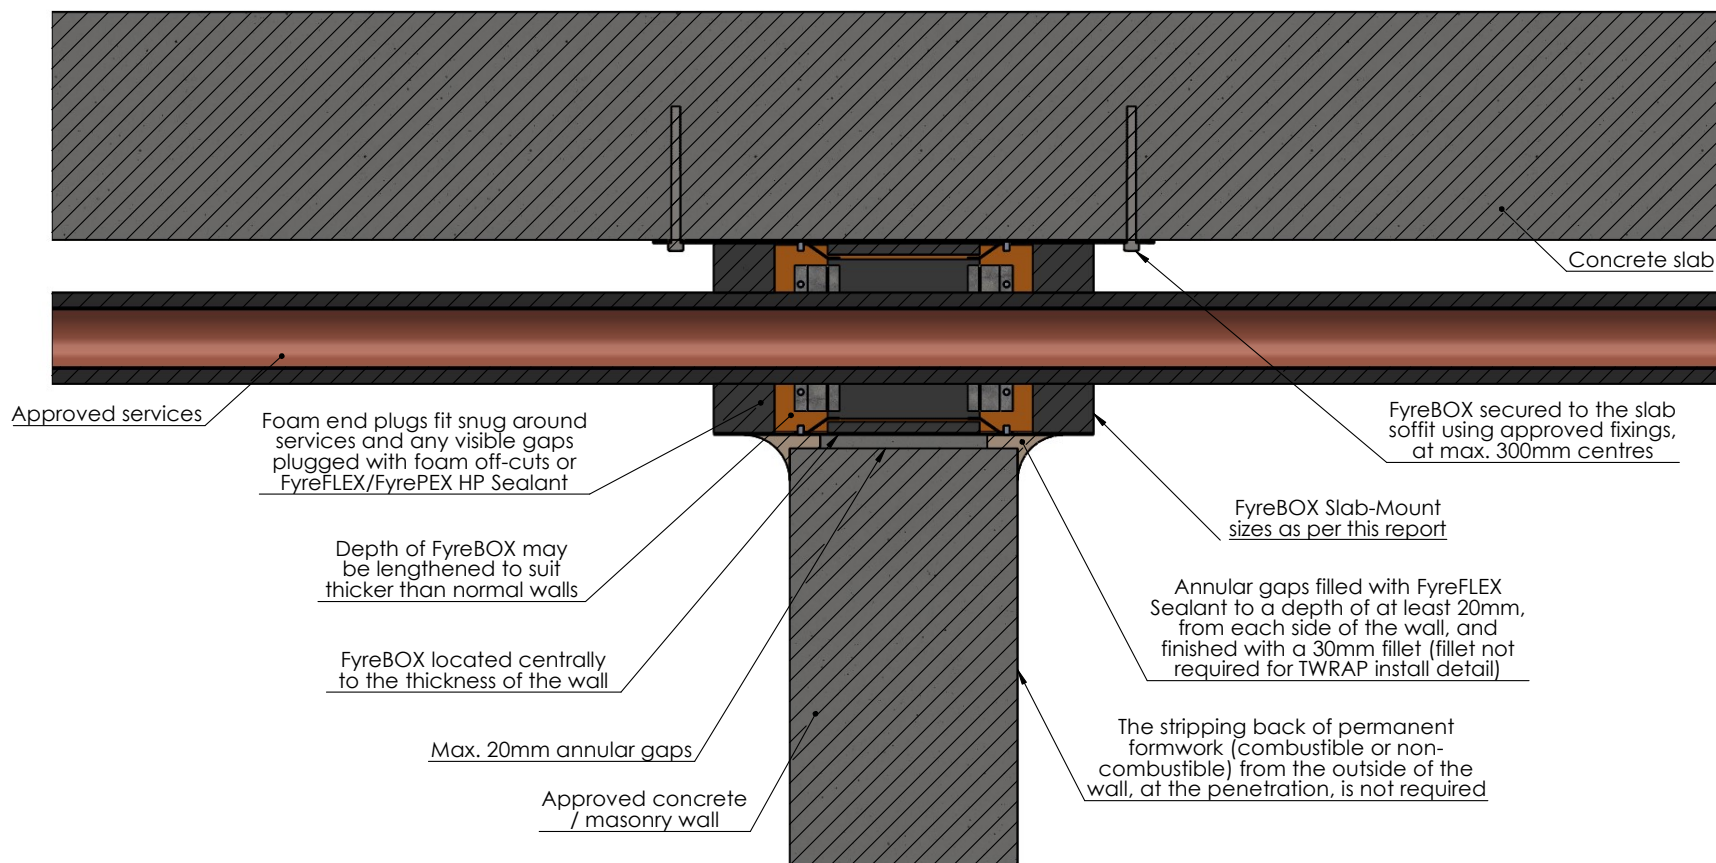 Concrete slab
Approved services
Foam end plugs fit snug around
services and any visible gaps
plugged with foam off-cuts or
FyreFLEX/FyrePEX HP Sealant
FyreBOX secured to the slab
soffit using approved fixings,
at max. 300mm centres
FyreBOX Slab-Mount
sizes as per this report
Depth of FyreBOX may
be lengthened to suit
thicker than normal walls
Annular gaps filled with FyreFLEX
Sealant to a depth of at least 20mm,
from each side of the wall, and
finished with a 30mm fillet (fillet not
required for TWRAP install detail)
FyreBOX located centrally
to the thickness of the wall
Max. 20mm annular gaps
The stripping back of permanent
formwork (combustible or non-
combustible) from the outside of the
wall, at the penetration, is not required
Approved concrete
/ masonry wall